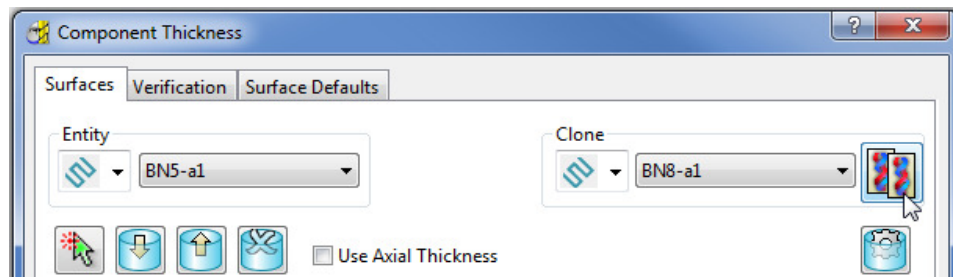 Component Thickness
?
X
Surfaces Verification Surface Defaults
Entity Clone
BN5-a1 BN8-a1
Use Axial Thickness